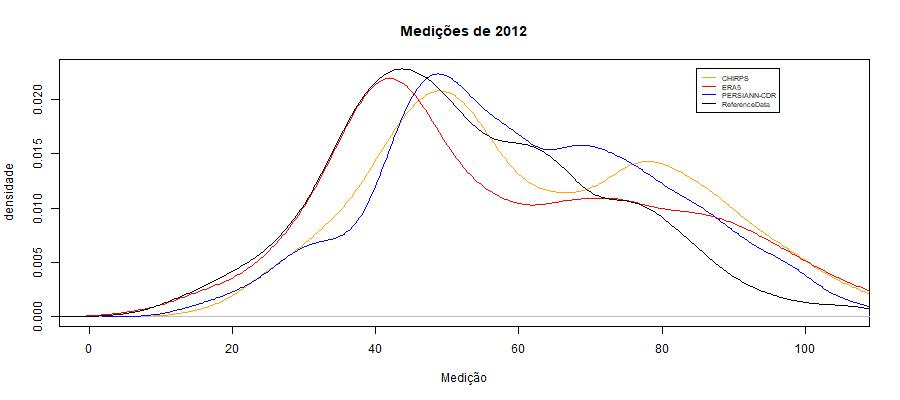 Medições de 2012
CHIRPS
ERA5
PERSIANN-CDR
ReferenceData
densidade
0.020
0.015
0.010
0.005
0.000
0 20 40 60 80 100
Medição